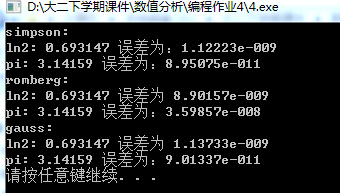 D:\大二下学期课件\数值分析\编程作业4\4.exe
simpson:
ln2: 0.693147 误差为：1.12223e-009
pi: 3.14159 误差为：8.95075e-011
romberg:
ln2: 0.693147 误差为 8.90157e-009
pi: 3.14159 误差为：3.59857e-008
gauss:
ln2: 0.693147 误差为 1.13733e-009
pi: 3.14159 误差为：9.01337e-011
请按任意键继续. . .